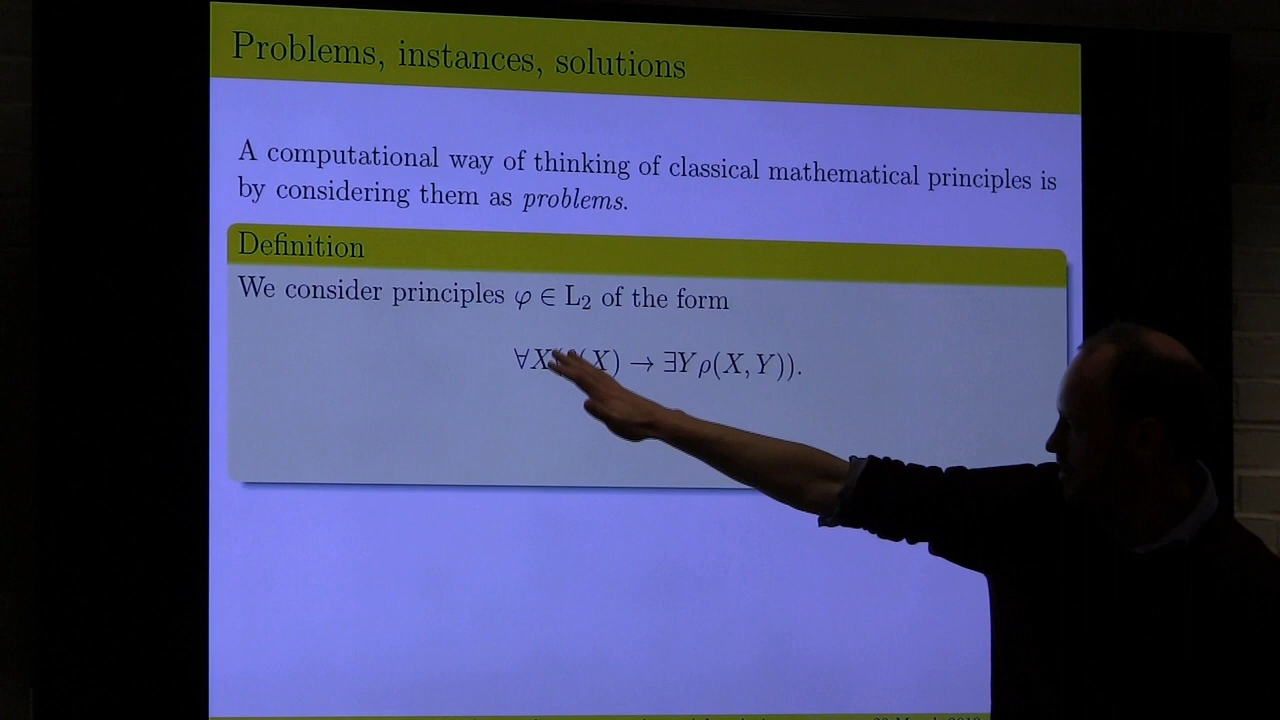 Problems, instances, solutions
A computational way of thinking of classical mathematical principles is
by considering them as problems.
Definition
We consider principles φ ∈ L₂ of the form
∀X( (X) → ∃Y ρ(X, Y)).